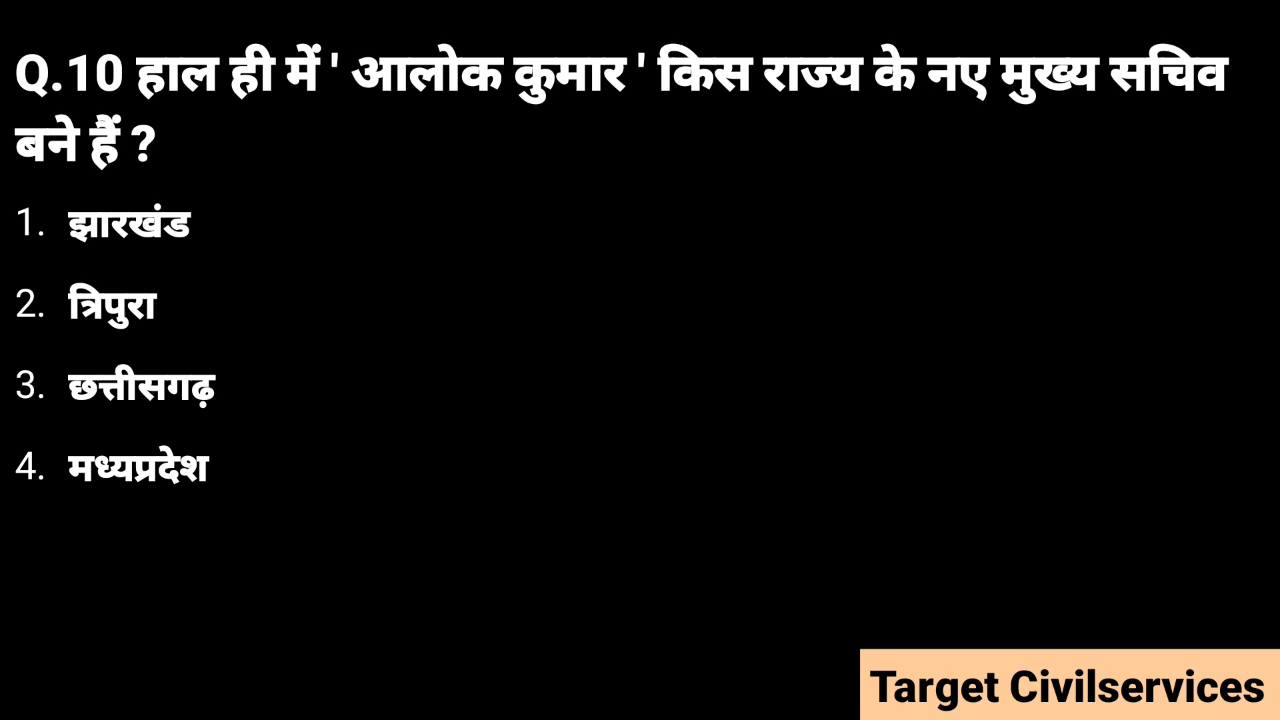 Q.10 हाल ही में ' आलोक कुमार ' किस राज्य के नए मुख्य सचिव
बने हैं ?
1. झारखंड
2. त्रिपुरा
3. छत्तीसगढ़
4. मध्यप्रदेश
Target Civilservices